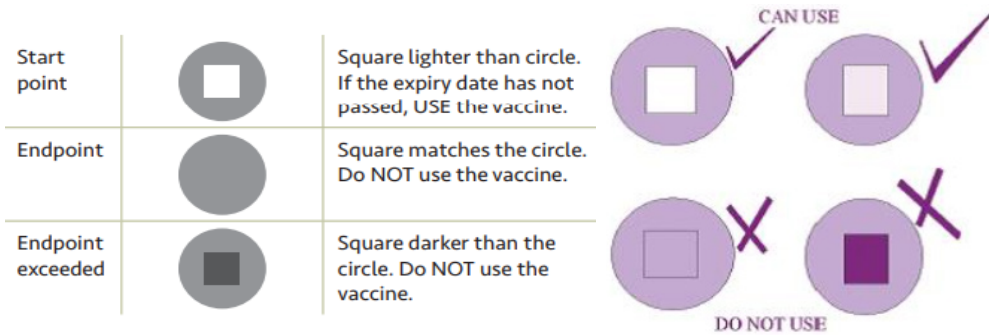 Start
point
Square lighter than circle.
If the expiry date has not
passed, USE the vaccine.
Endpoint
Square matches the circle.
Do NOT use the vaccine.
Endpoint
exceeded
Square darker than the
circle. Do NOT use the
vaccine.
CAN USE
DO NOT USE